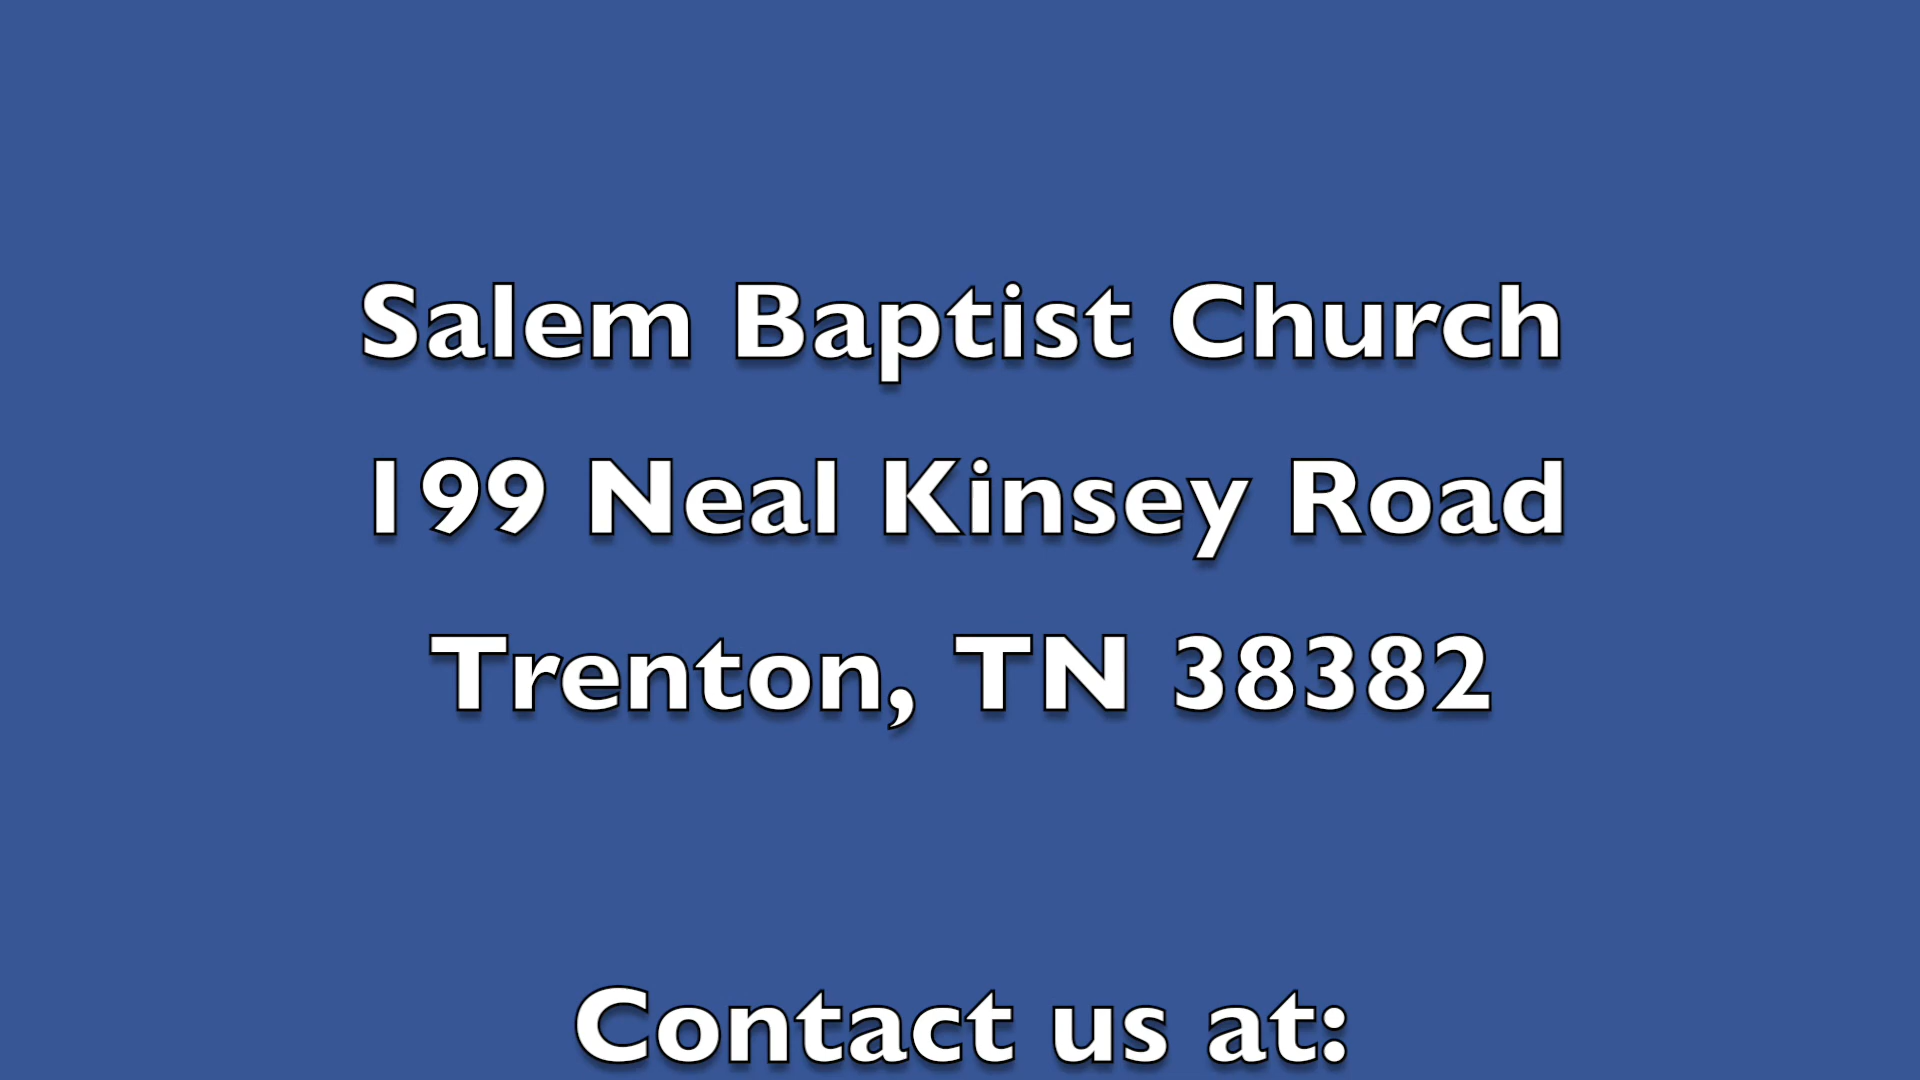 Salem Baptist Church
199 Neal Kinsey Road
Trenton, TN 38382
Contact us at: